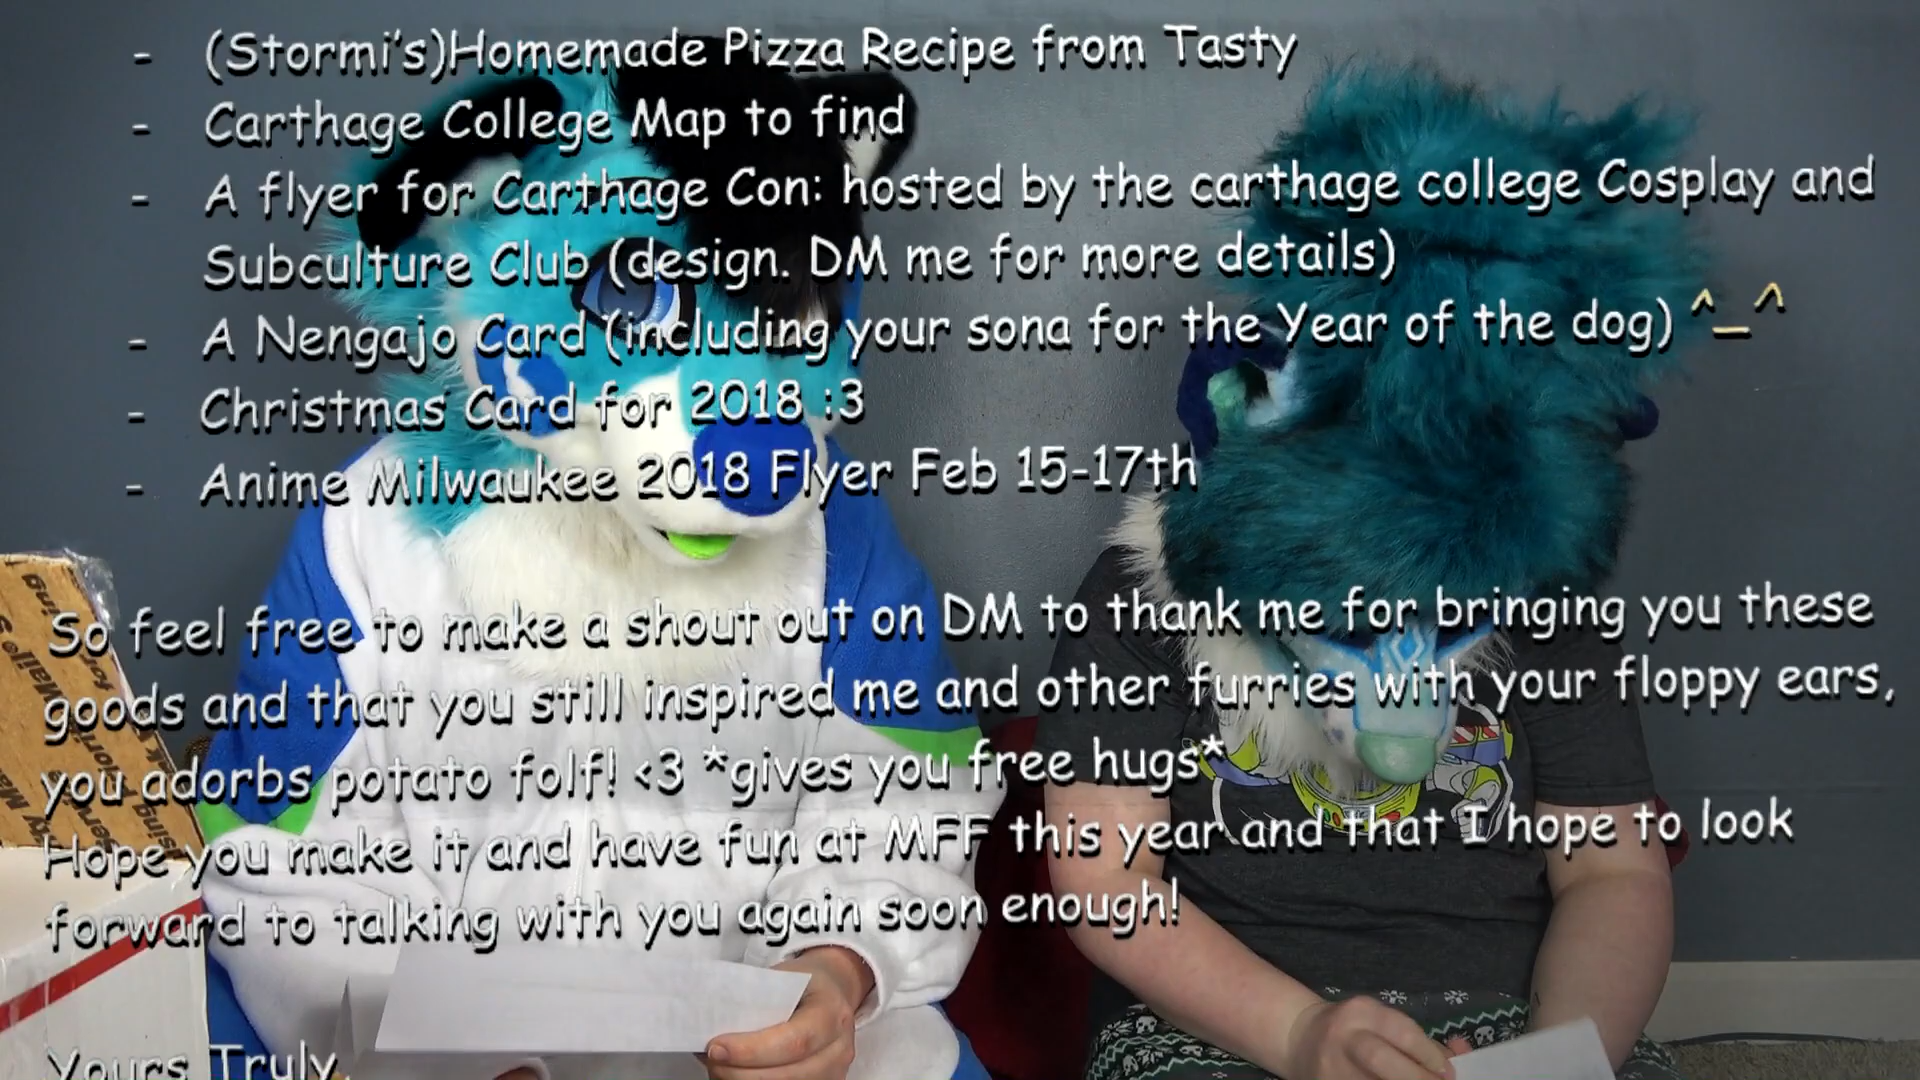 - (Stormi's)Homemade Pizza Recipe from Tasty
- Carthage College Map to find
- A flyer for Carthage Con: hosted by the carthage college Cosplay and
Subculture Club (design. DM me for more details)
- A Nengajo Card (including your sona for the Year of the dog) ^_^
- Christmas Card for 2018 :3
- Anime Milwaukee 2018 Flyer Feb 15-17th
So feel free to make a shout out on DM to thank me for bringing you these
goods and that you still inspired me and other furries with your floppy ears,
you adorbs potato folf! <3 *gives you free hugs*
Hope you make it and have fun at MFF this year and that I hope to look
forward to talking with you again soon enough!
Yours Truly,